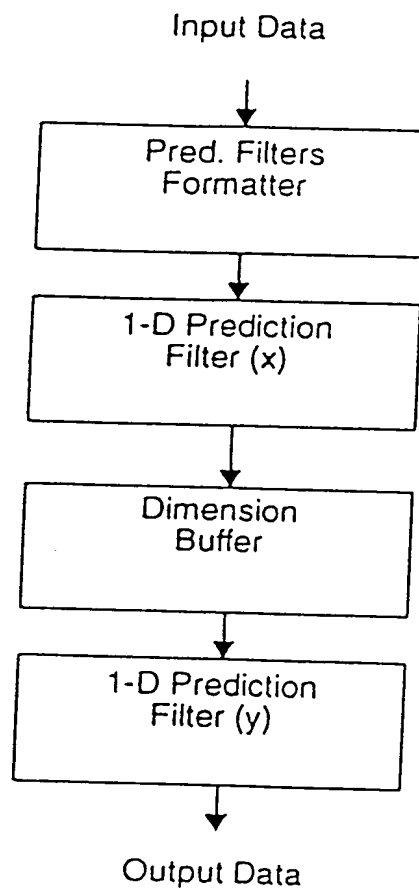 Input Data
Pred. Filters
Formatter
1-D Prediction
Filter (x)
Dimension
Buffer
1-D Prediction
Filter (y)
Output Data